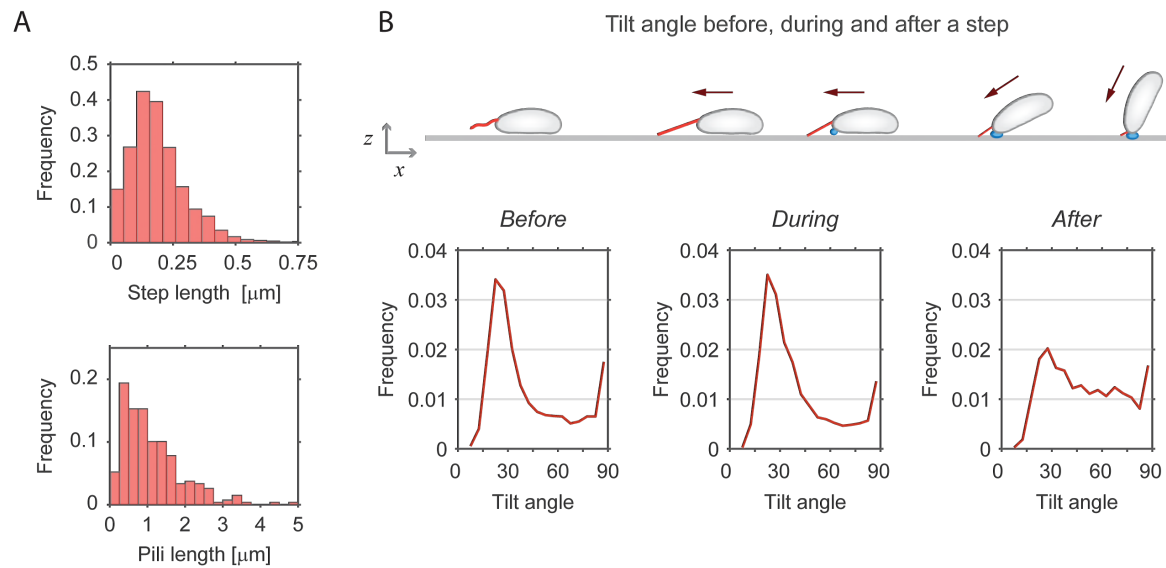 A
B
Tilt angle before, during and after a step
0.5
0.4
0.3
0.2
0.1
0
Frequency
0 0.25 0.5 0.75
Step length [μm]
z
x
0.2
0.1
0
Frequency
0 1 2 3 4 5
Pili length [μm]
Before
0.04
0.03
0.02
0.01
0
Frequency
0 30 60 90
Tilt angle
During
0.04
0.03
0.02
0.01
0
Frequency
0 30 60 90
Tilt angle
After
0.04
0.03
0.02
0.01
0
Frequency
0 30 60 90
Tilt angle